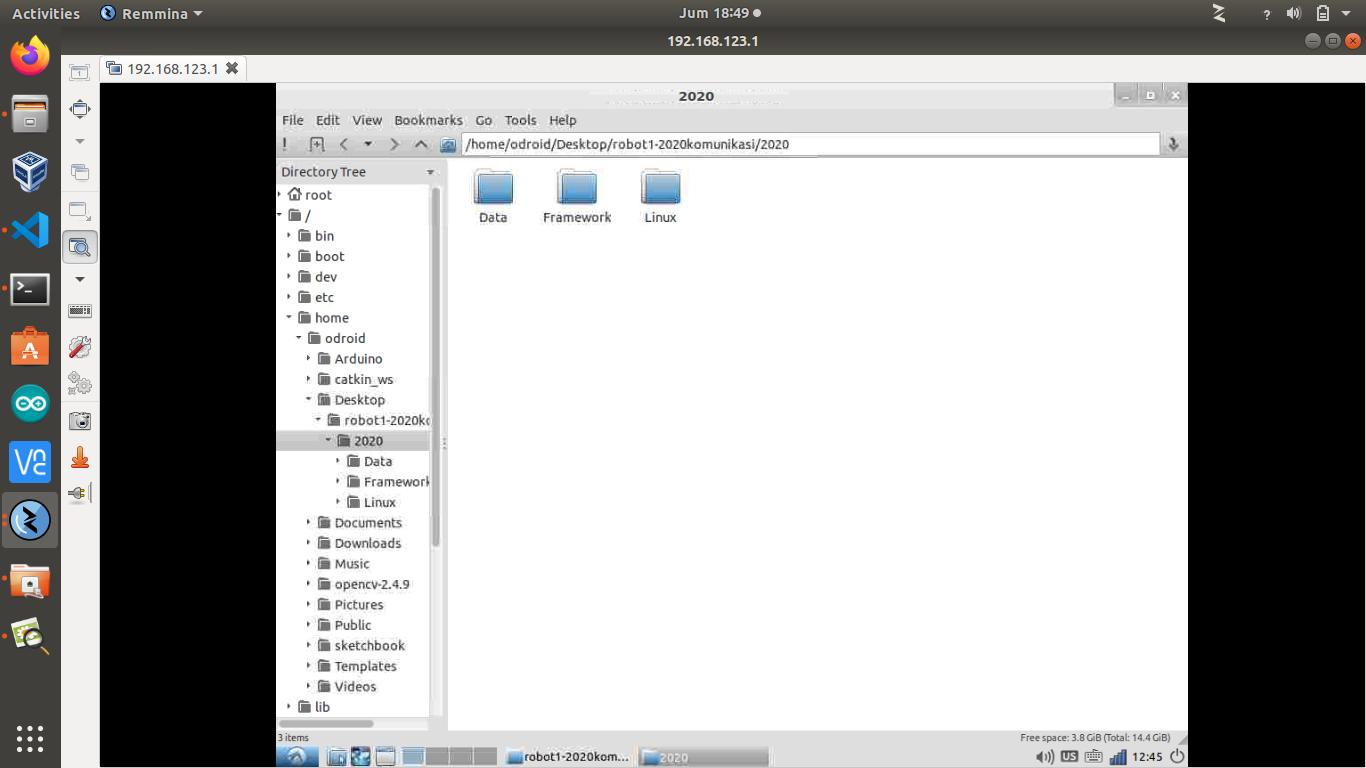 Activities Remmina Jum 18:49 ?
192.168.123.1
192.168.123.1
2020
File Edit View Bookmarks Go Tools Help
/home/odroid/Desktop/robot1-2020komunikasi/2020
Directory Tree
root
/
bin
boot
dev
etc
home
odroid
Arduino
catkin_ws
Desktop
robot1-2020k
2020
Data
Framework
Linux
Documents
Downloads
Music
opencv-2.4.9
Pictures
Public
sketchbook
Templates
Videos
lib
Data Framework Linux
3 items Free space: 3.8 GiB (Total: 14.4 GiB)
robot1-2020kom... 2020 US 12:45